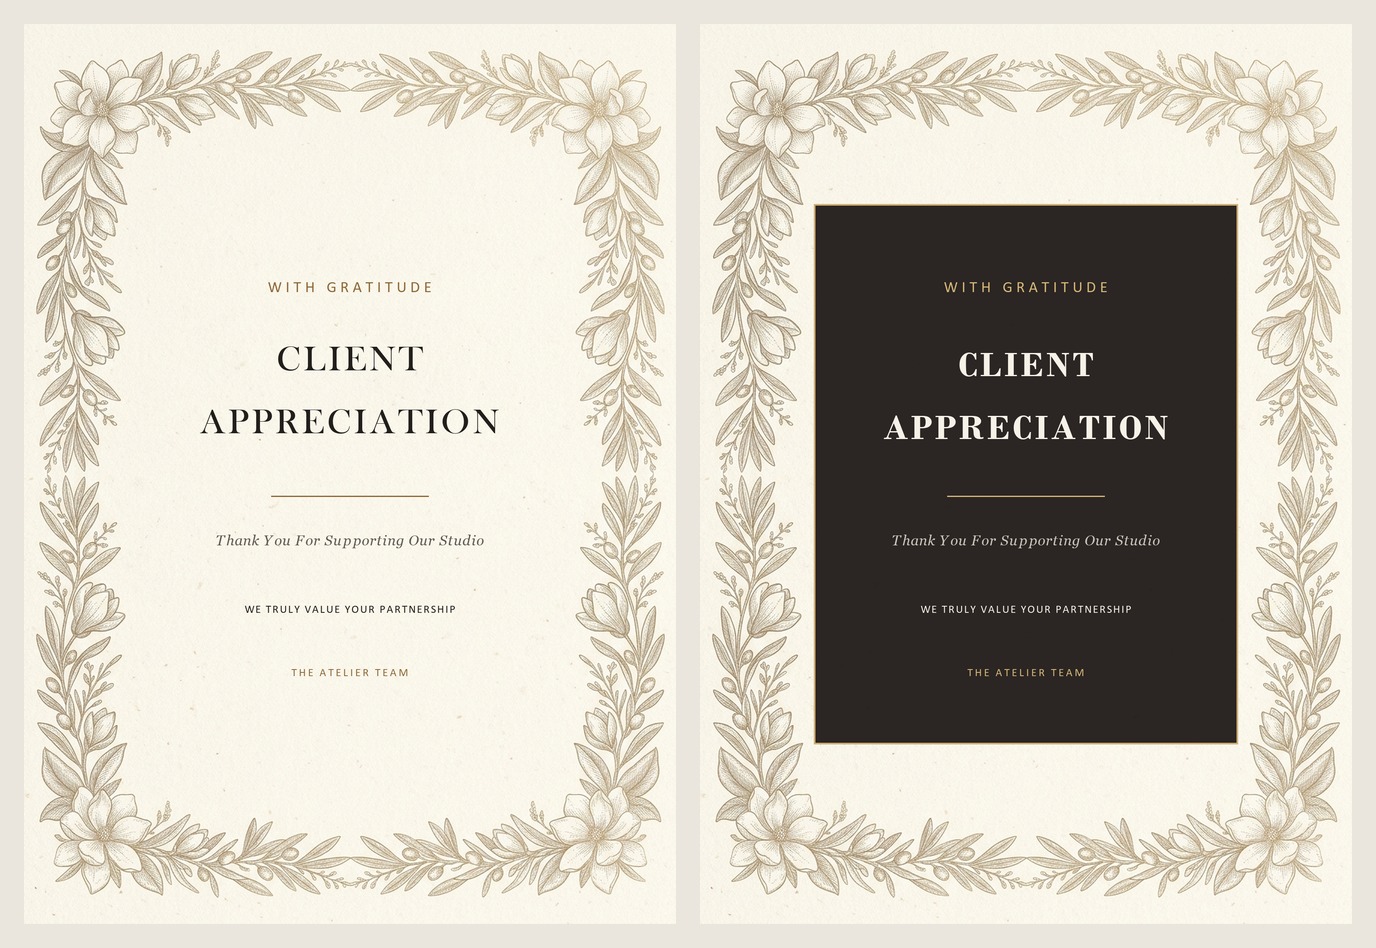 WITH GRATITUDE
CLIENT
APPRECIATION
Thank You For Supporting Our Studio
WE TRULY VALUE YOUR PARTNERSHIP
THE ATELIER TEAM
WITH GRATITUDE
CLIENT
APPRECIATION
Thank You For Supporting Our Studio
WE TRULY VALUE YOUR PARTNERSHIP
THE ATELIER TEAM